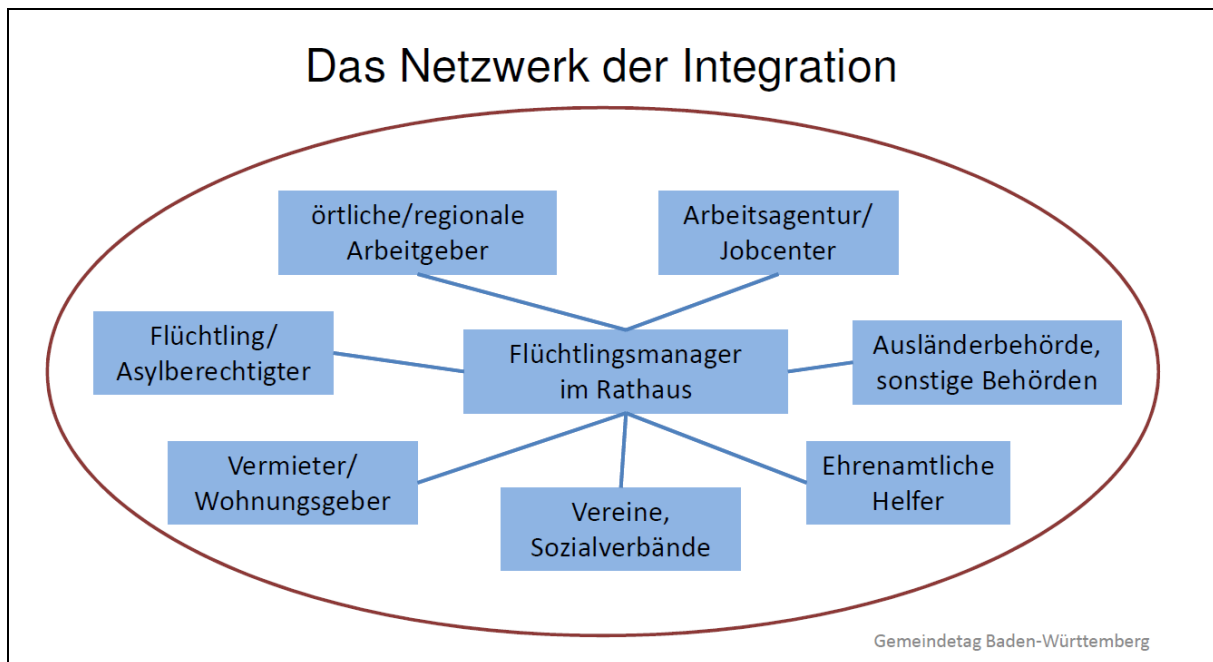 Das Netzwerk der Integration
örtliche/regionale
Arbeitgeber
Arbeitsagentur/
Jobcenter
Flüchtling/
Asylberechtigter
Flüchtlingsmanager
im Rathaus
Ausländerbehörde,
sonstige Behörden
Vermieter/
Wohnungsgeber
Vereine,
Sozialverbände
Ehrenamtliche
Helfer
Gemeindetag Baden-Württemberg